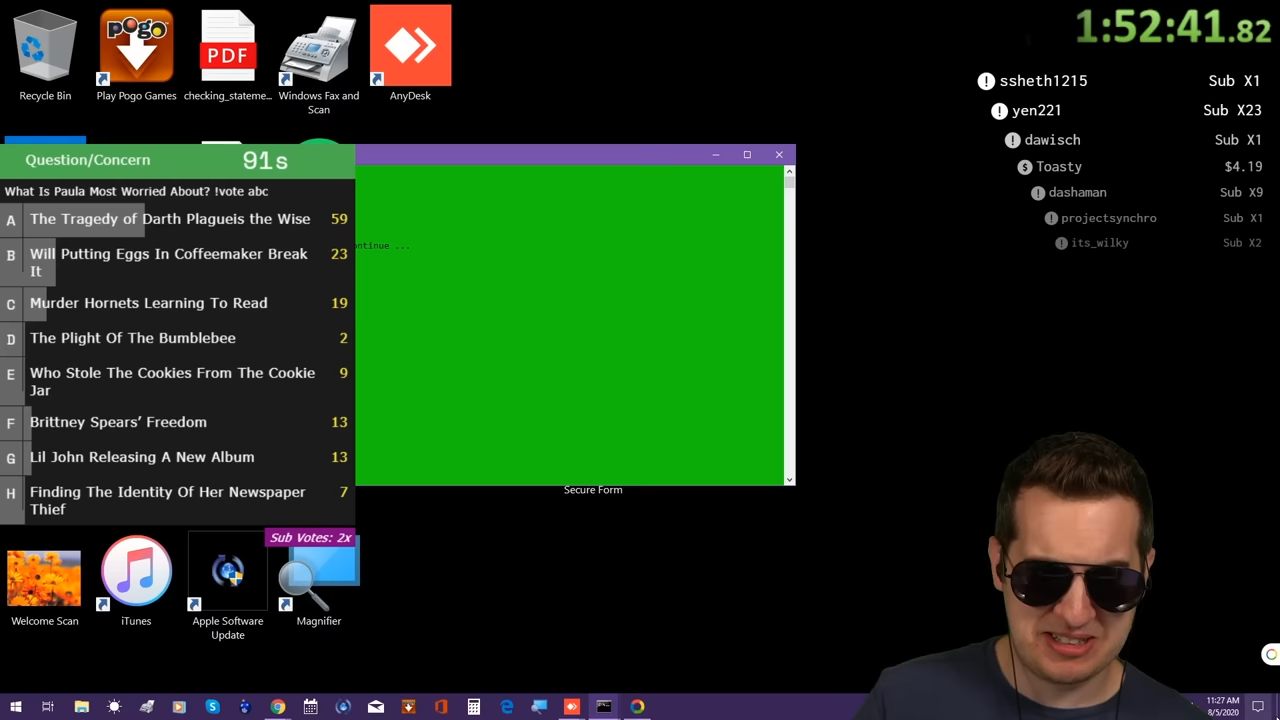 1:52:41.82
Recycle Bin
Play Pogo Games
checking_stateme...
Windows Fax and
Scan
AnyDesk
pogo
PDF
ssheth1215 Sub X1
yen221 Sub X23
dawisch Sub X1
Toasty $4.19
dashaman Sub X9
projectsynchro Sub X1
its_wilky Sub X2
Question/Concern 91s
What Is Paula Most Worried About? !vote abc
A The Tragedy of Darth Plagueis the Wise 59
B Will Putting Eggs In Coffeemaker Break 23
It
C Murder Hornets Learning To Read 19
D The Plight Of The Bumblebee 2
E Who Stole The Cookies From The Cookie 9
Jar
F Brittney Spears' Freedom 13
G Lil John Releasing A New Album 13
H Finding The Identity Of Her Newspaper 7
Thief
Sub Votes: 2x
ontinue ...
Secure Form
Welcome Scan
iTunes
Apple Software
Update
Magnifier
11:27 AM
8/5/2020